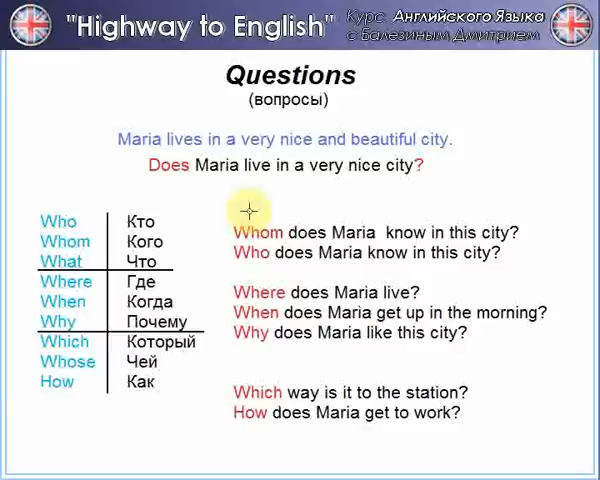 "Highway to English"
Курс Английского Языка
с Балезиным Дмитрием
Questions
(вопросы)
Maria lives in a very nice and beautiful city.
Does Maria live in a very nice city?
Who Кто
Whom Кого
What Что
Where Где
When Когда
Why Почему
Which Который
Whose Чей
How Как
Whom does Maria know in this city?
Who does Maria know in this city?
Where does Maria live?
When does Maria get up in the morning?
Why does Maria like this city?
Which way is it to the station?
How does Maria get to work?